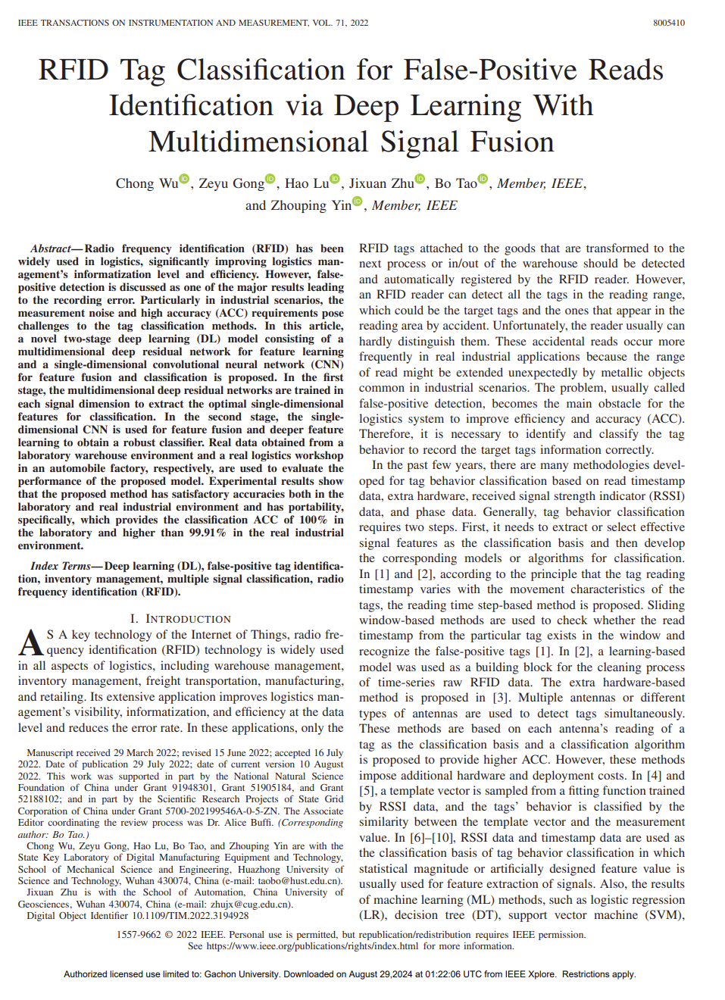 IEEE TRANSACTIONS ON INSTRUMENTATION AND MEASUREMENT, VOL. 71, 2022
8005410
RFID Tag Classification for False-Positive Reads
Identification via Deep Learning With
Multidimensional Signal Fusion
Chong Wu, Zeyu Gong, Hao Lu, Jixuan Zhu, Bo Tao, Member, IEEE,
and Zhouping Yin, Member, IEEE
Abstract—Radio frequency identification (RFID) has been
widely used in logistics, significantly improving logistics man-
agement's informatization level and efficiency. However, false-
positive detection is discussed as one of the major results leading
to the recording error. Particularly in industrial scenarios, the
measurement noise and high accuracy (ACC) requirements pose
challenges to the tag classification methods. In this article,
a novel two-stage deep learning (DL) model consisting of a
multidimensional deep residual network for feature learning
and a single-dimensional convolutional neural network (CNN)
for feature fusion and classification is proposed. In the first
stage, the multidimensional deep residual networks are trained in
each signal dimension to extract the optimal single-dimensional
features for classification. In the second stage, the single-
dimensional CNN is used for feature fusion and deeper feature
learning to obtain a robust classifier. Real data obtained from a
laboratory warehouse environment and a real logistics workshop
in an automobile factory, respectively, are used to evaluate the
performance of the proposed model. Experimental results show
that the proposed method has satisfactory accuracies both in the
laboratory and real industrial environment and has portability,
specifically, which provides the classification ACC of 100% in
the laboratory and higher than 99.91% in the real industrial
environment.
Index Terms—Deep learning (DL), false-positive tag identifica-
tion, inventory management, multiple signal classification, radio
frequency identification (RFID).
I. INTRODUCTION
AS A key technology of the Internet of Things, radio fre-
quency identification (RFID) technology is widely used
in all aspects of logistics, including warehouse management,
inventory management, freight transportation, manufacturing,
and retailing. Its extensive application improves logistics man-
agement's visibility, informatization, and efficiency at the data
level and reduces the error rate. In these applications, only the
Manuscript received 29 March 2022; revised 15 June 2022; accepted 16 July
2022. Date of publication 29 July 2022; date of current version 10 August
2022. This work was supported in part by the National Natural Science
Foundation of China under Grant 91948301, Grant 51905184, and Grant
52188102; and in part by the Scientific Research Projects of State Grid
Corporation of China under Grant 5700-202199546A-0-5-ZN. The Associate
Editor coordinating the review process was Dr. Alice Buffi. (Corresponding
author: Bo Tao.)
Chong Wu, Zeyu Gong, Hao Lu, Bo Tao, and Zhouping Yin are with the
State Key Laboratory of Digital Manufacturing Equipment and Technology,
School of Mechanical Science and Engineering, Huazhong University of
Science and Technology, Wuhan 430074, China (e-mail: taobo@hust.edu.cn).
Jixuan Zhu is with the School of Automation, China University of
Geosciences, Wuhan 430074, China (e-mail: zhujx@cug.edu.cn).
Digital Object Identifier 10.1109/TIM.2022.3194928
RFID tags attached to the goods that are transformed to the
next process or in/out of the warehouse should be detected
and automatically registered by the RFID reader. However,
an RFID reader can detect all the tags in the reading range,
which could be the target tags and the ones that appear in the
reading area by accident. Unfortunately, the reader usually can
hardly distinguish them. These accidental reads occur more
frequently in real industrial applications because the range
of read might be extended unexpectedly by metallic objects
common in industrial scenarios. The problem, usually called
false-positive detection, becomes the main obstacle for the
logistics system to improve efficiency and accuracy (ACC).
Therefore, it is necessary to identify and classify the tag
behavior to record the target tags information correctly.
In the past few years, there are many methodologies devel-
oped for tag behavior classification based on read timestamp
data, extra hardware, received signal strength indicator (RSSI)
data, and phase data. Generally, tag behavior classification
requires two steps. First, it needs to extract or select effective
signal features as the classification basis and then develop
the corresponding models or algorithms for classification.
In [1] and [2], according to the principle that the tag reading
timestamp varies with the movement characteristics of the
tags, the reading time step-based method is proposed. Sliding
window-based methods are used to check whether the read
timestamp from the particular tag exists in the window and
recognize the false-positive tags [1]. In [2], a learning-based
model was used as a building block for the cleaning process
of time-series raw RFID data. The extra hardware-based
method is proposed in [3]. Multiple antennas or different
types of antennas are used to detect tags simultaneously.
These methods are based on each antenna's reading of a
tag as the classification basis and a classification algorithm
is proposed to provide higher ACC. However, these methods
impose additional hardware and deployment costs. In [4] and
[5], a template vector is sampled from a fitting function trained
by RSSI data, and the tags' behavior is classified by the
similarity between the template vector and the measurement
value. In [6]–[10], RSSI data and timestamp data are used as
the classification basis of tag behavior classification in which
statistical magnitude or artificially designed feature value is
usually used for feature extraction of signals. Also, the results
of machine learning (ML) methods, such as logistic regression
(LR), decision tree (DT), support vector machine (SVM),
1557-9662 © 2022 IEEE. Personal use is permitted, but republication/redistribution requires IEEE permission.
See https://www.ieee.org/publications/rights/index.html for more information.
Authorized licensed use limited to: Gachon University. Downloaded on August 29,2024 at 01:22:06 UTC from IEEE Xplore. Restrictions apply.